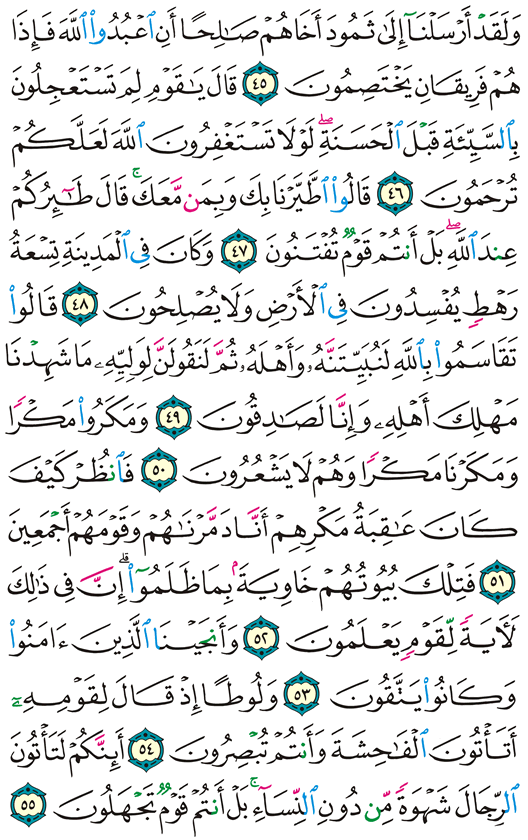 وَلَقَدْ أَرْسَلْنَآ إِلَىٰ ثَمُودَ أَخَاهُمْ صَـٰلِحًا أَنِ ٱعْبُدُوا۟ ٱللَّهَ فَإِذَا
هُمْ فَرِيقَانِ يَخْتَصِمُونَ ٤٥ قَالَ يَـٰقَوْمِ لِمَ تَسْتَعْجِلُونَ
بِٱلسَّيِّئَةِ قَبْلَ ٱلْحَسَنَةِ ۖ لَوْلَا تَسْتَغْفِرُونَ ٱللَّهَ لَعَلَّكُمْ
تُرْحَمُونَ ٤٦ قَالُوا۟ ٱطَّيَّرْنَا بِكَ وَبِمَن مَّعَكَ ۚ قَالَ طَـٰٓئِرُكُمْ
عِندَ ٱللَّهِ ۖ بَلْ أَنتُمْ قَوْمٌ تُفْتَنُونَ ٤٧ وَكَانَ فِى ٱلْمَدِينَةِ تِسْعَةُ
رَهْطٍ يُفْسِدُونَ فِى ٱلْأَرْضِ وَلَا يُصْلِحُونَ ٤٨ قَالُوا۟
تَقَاسَمُوا۟ بِٱللَّهِ لَنُبَيِّتَنَّهُۥ وَأَهْلَهُۥ ثُمَّ لَنَقُولَنَّ لِوَلِيِّهِۦ مَا شَهِدْنَا
مَهْلِكَ أَهْلِهِۦ وَإِنَّا لَصَـٰدِقُونَ ٤٩ وَمَكَرُوا۟ مَكْرًا
وَمَكَرْنَا مَكْرًا وَهُمْ لَا يَشْعُرُونَ ٥٠ فَٱنظُرْ كَيْفَ
كَانَ عَـٰقِبَةُ مَكْرِهِمْ أَنَّا دَمَّرْنَـٰهُمْ وَقَوْمَهُمْ أَجْمَعِينَ
٥١ فَتِلْكَ بُيُوتُهُمْ خَاوِيَةًۢ بِمَا ظَلَمُوٓا۟ ۗ إِنَّ فِى ذَٰلِكَ
لَـَٔايَةً لِّقَوْمٍ يَعْلَمُونَ ٥٢ وَأَنجَيْنَا ٱلَّذِينَ ءَامَنُوا۟
وَكَانُوا۟ يَتَّقُونَ ٥٣ وَلُوطًا إِذْ قَالَ لِقَوْمِهِۦٓ
أَتَأْتُونَ ٱلْفَـٰحِشَةَ وَأَنتُمْ تُبْصِرُونَ ٥٤ أَئِنَّكُمْ لَتَأْتُونَ
ٱلرِّجَالَ شَهْوَةً مِّن دُونِ ٱلنِّسَآءِ ۚ بَلْ أَنتُمْ قَوْمٌ تَجْهَلُونَ ٥٥